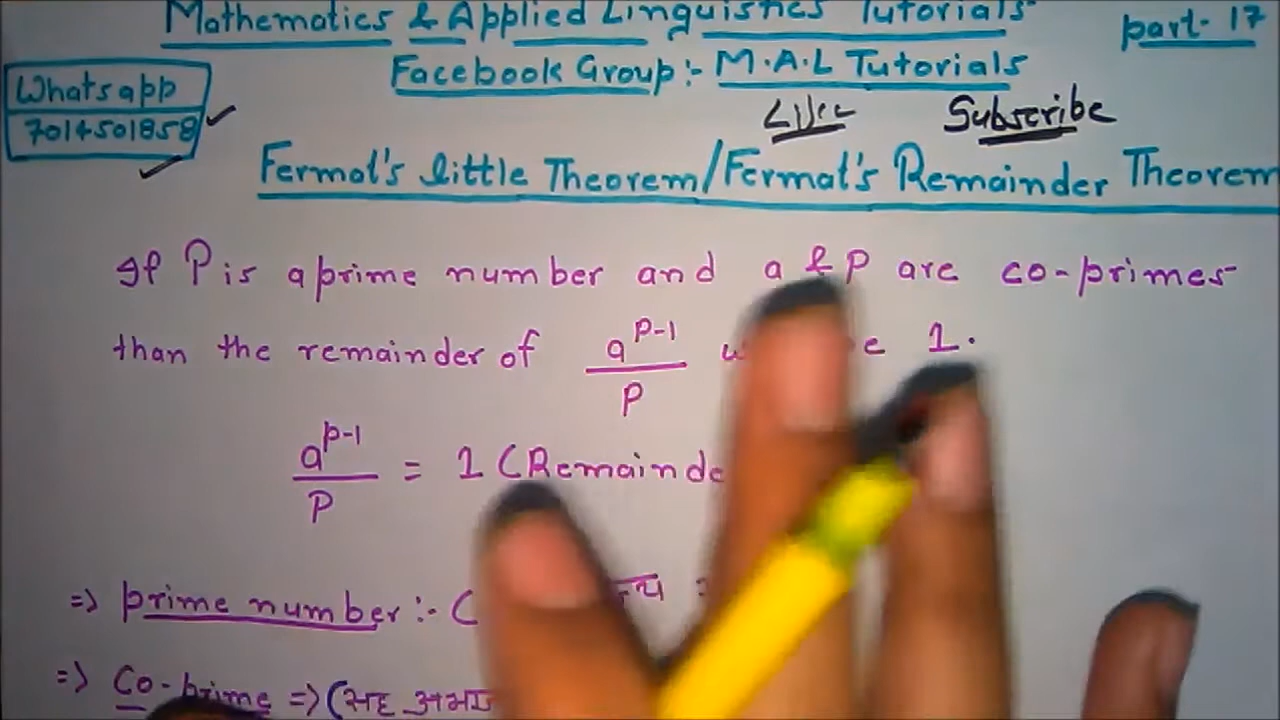 Mathematics & Applied Linguistics Tutorials
part- 17
Facebook Group:- M.A.L Tutorials
Whatsapp
7014501858
Like Subscribe
Fermat's little Theorem/Fermat's Remainder Theorem
If P is a prime number and a & P are co-primes
than the remainder of a^{p-1}/P 1.
a^{p-1}/P = 1 (Remainde
=> prime number :- (
=> Co-prime => (सह